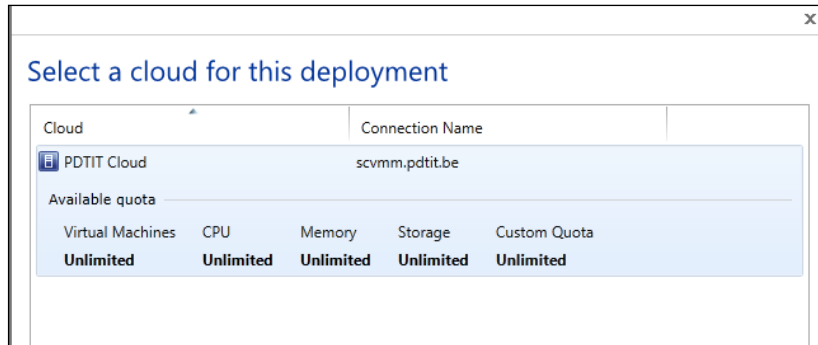 x
Select a cloud for this deployment
Cloud Connection Name
PDTIT Cloud scvmm.pdtit.be
Available quota
Virtual Machines CPU Memory Storage Custom Quota
Unlimited Unlimited Unlimited Unlimited Unlimited